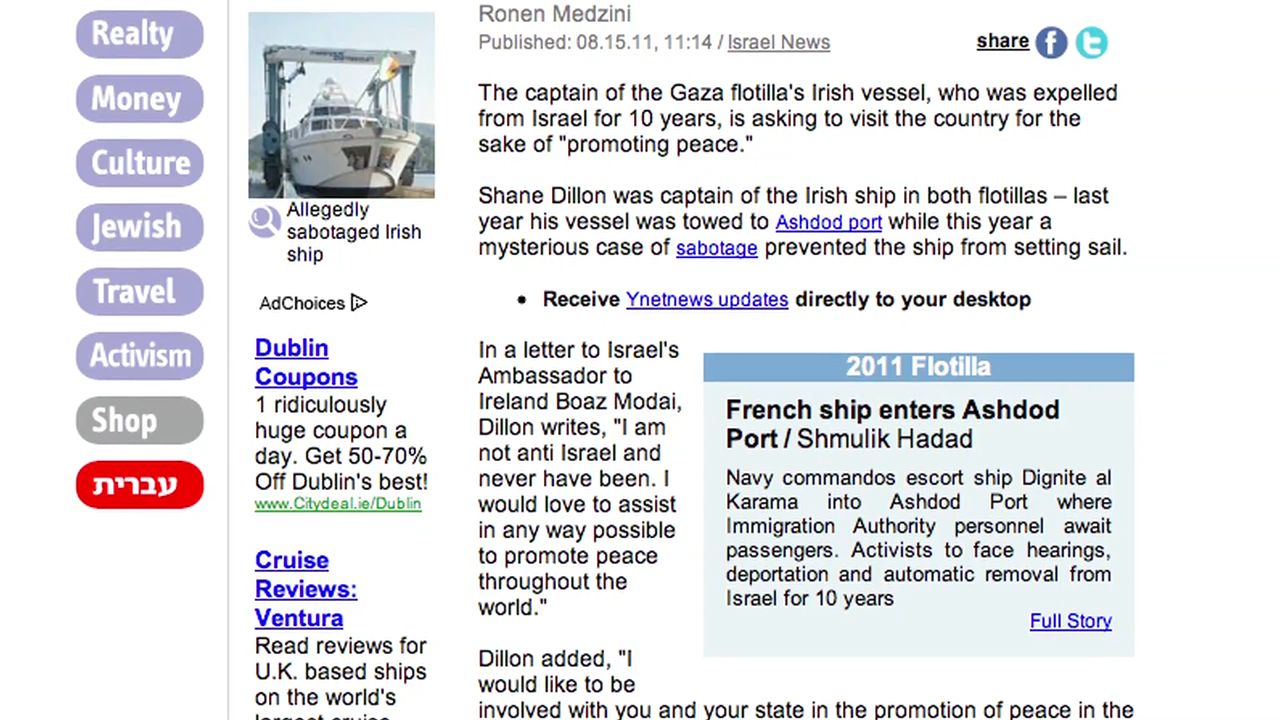 Realty
Money
Culture
Jewish
Travel
Activism
Shop
עברית
Allegedly
sabotaged Irish
ship
AdChoices
Dublin
Coupons
1 ridiculously
huge coupon a
day. Get 50-70%
Off Dublin's best!
www.Citydeal.ie/Dublin
Cruise
Reviews:
Ventura
Read reviews for
U.K. based ships
on the world's
largest cruise
Ronen Medzini
Published: 08.15.11, 11:14 / Israel News
share
The captain of the Gaza flotilla's Irish vessel, who was expelled
from Israel for 10 years, is asking to visit the country for the
sake of "promoting peace."
Shane Dillon was captain of the Irish ship in both flotillas – last
year his vessel was towed to Ashdod port while this year a
mysterious case of sabotage prevented the ship from setting sail.
• Receive Ynetnews updates directly to your desktop
In a letter to Israel's
Ambassador to
Ireland Boaz Modai,
Dillon writes, "I am
not anti Israel and
never have been. I
would love to assist
in any way possible
to promote peace
throughout the
world."
Dillon added, "I
would like to be
involved with you and your state in the promotion of peace in the
2011 Flotilla
French ship enters Ashdod
Port / Shmulik Hadad
Navy commandos escort ship Dignite al
Karama into Ashdod Port where
Immigration Authority personnel await
passengers. Activists to face hearings,
deportation and automatic removal from
Israel for 10 years
Full Story